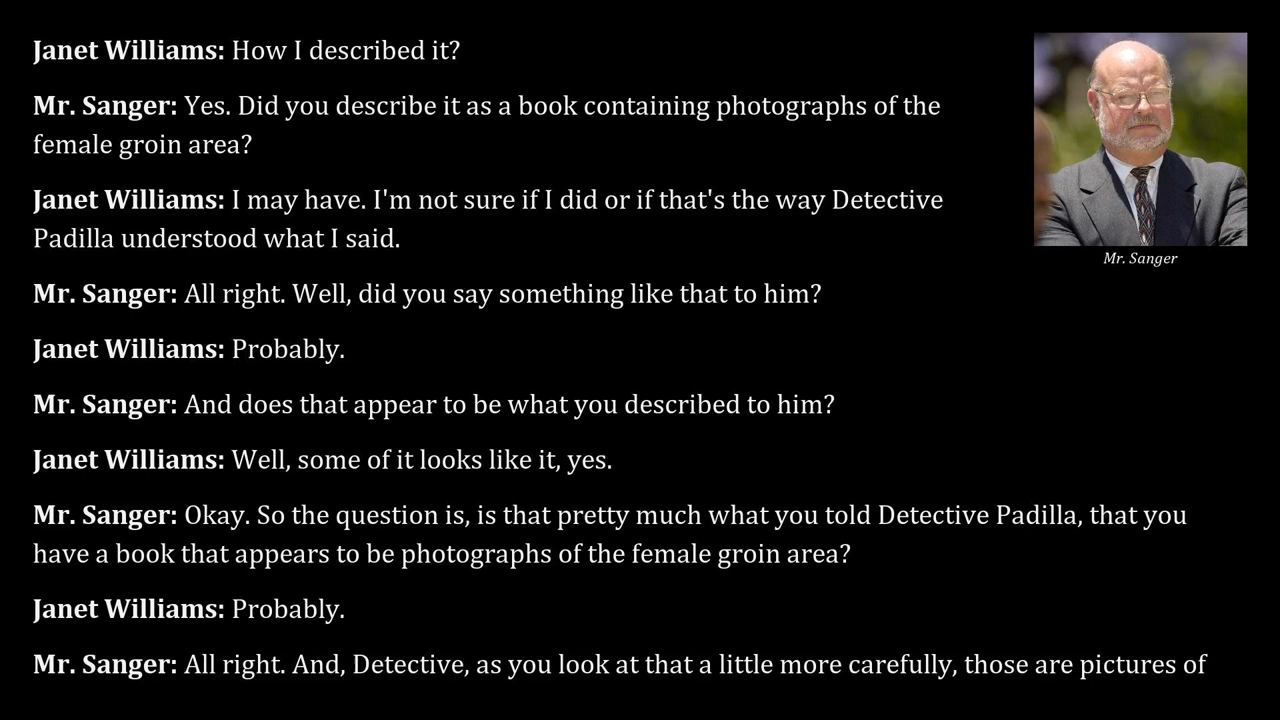 Janet Williams: How I described it?
Mr. Sanger: Yes. Did you describe it as a book containing photographs of the
female groin area?
Janet Williams: I may have. I'm not sure if I did or if that's the way Detective
Padilla understood what I said.
Mr. Sanger: All right. Well, did you say something like that to him?
Janet Williams: Probably.
Mr. Sanger: And does that appear to be what you described to him?
Janet Williams: Well, some of it looks like it, yes.
Mr. Sanger: Okay. So the question is, is that pretty much what you told Detective Padilla, that you
have a book that appears to be photographs of the female groin area?
Janet Williams: Probably.
Mr. Sanger: All right. And, Detective, as you look at that a little more carefully, those are pictures of
Mr. Sanger